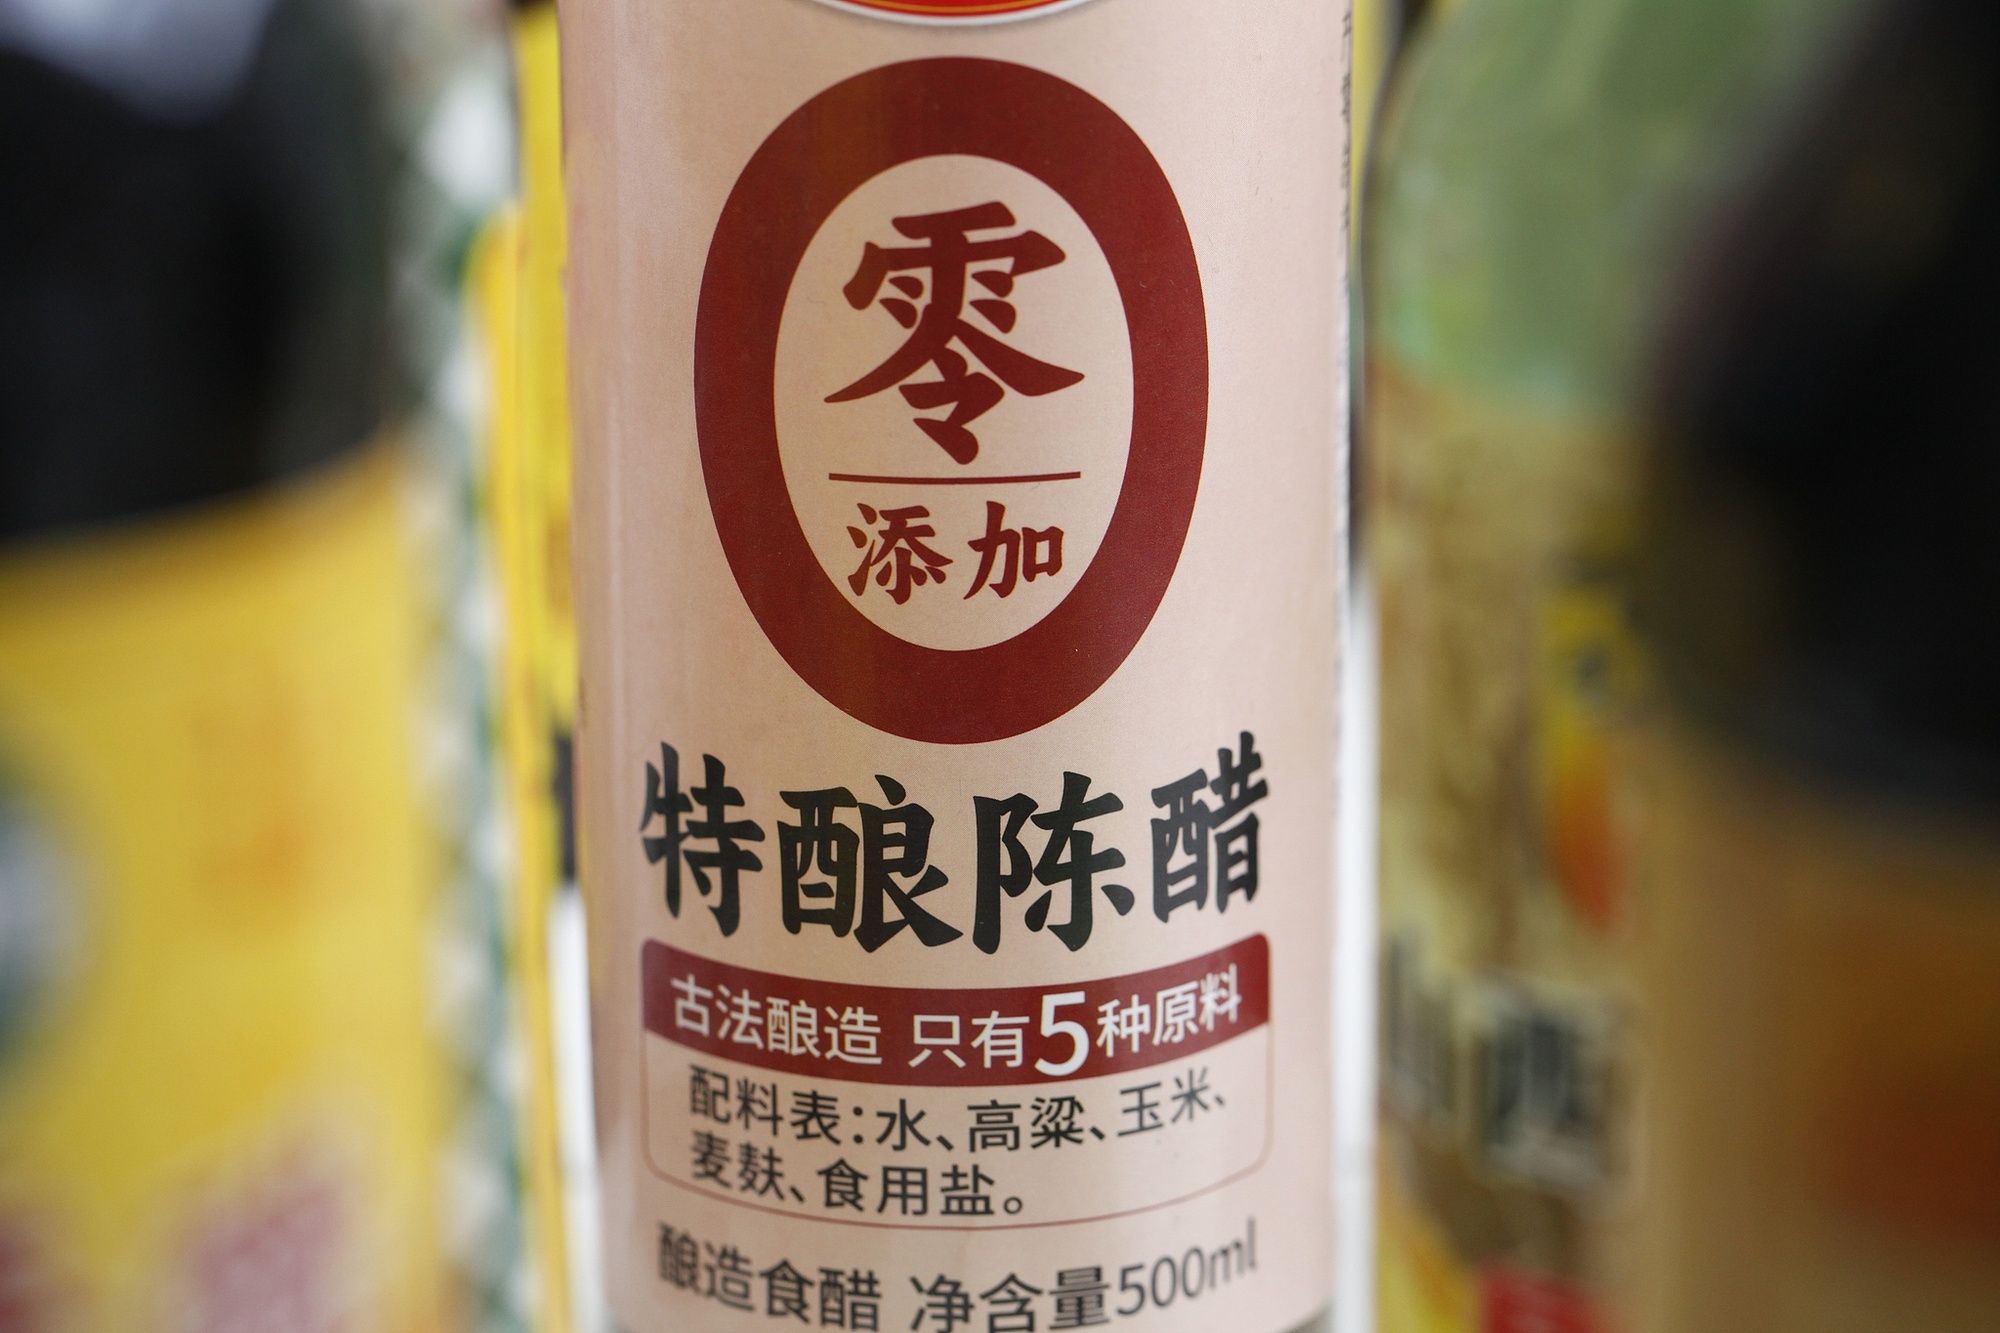 零
添加
特酿陈醋
古法酿造 只有5种原料
配料表:水、高粱、玉米、
麦麸、食用盐。
酿造食醋 净含量500ml